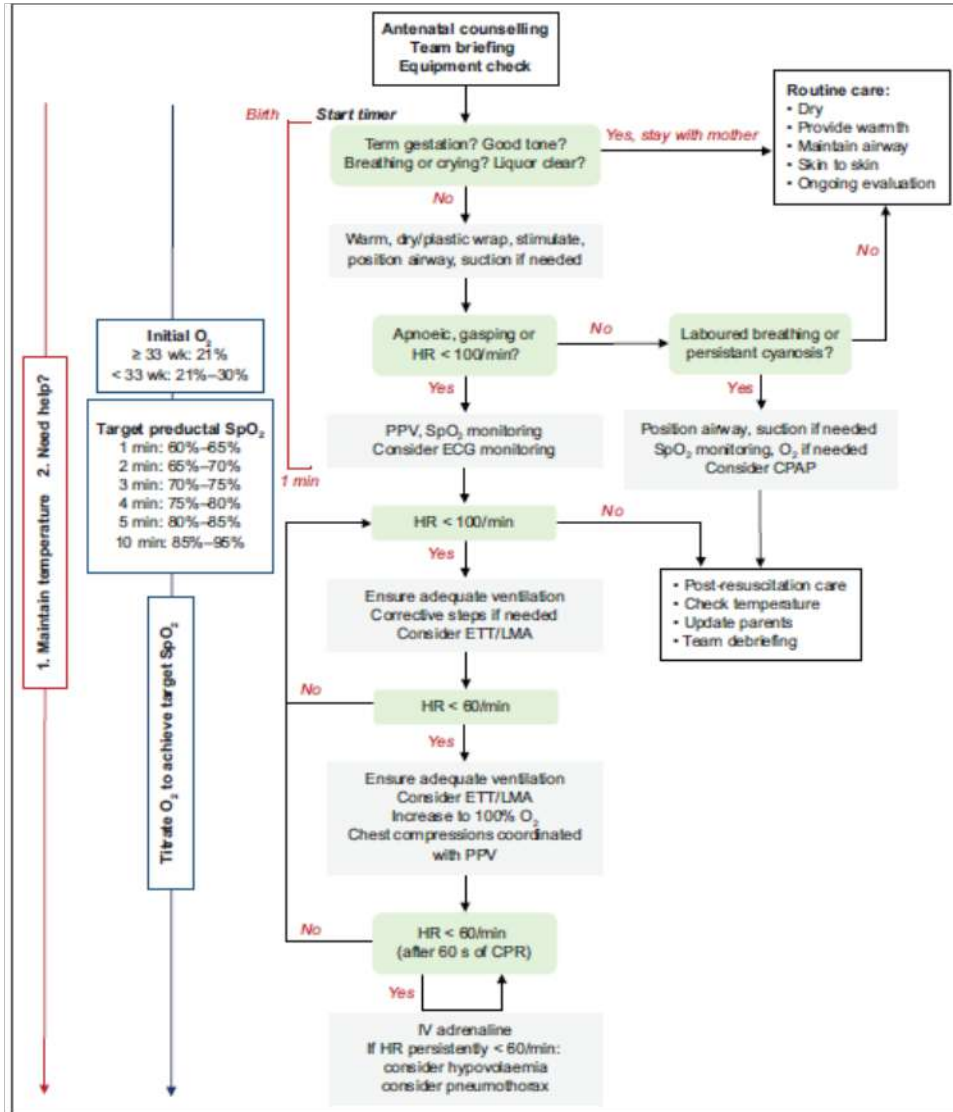 Antenatal counselling
Team briefing
Equipment check
Birth
Start timer
Term gestation? Good tone?
Breathing or crying? Liquor clear?
Yes, stay with mother
Routine care:
• Dry
• Provide warmth
• Maintain airway
• Skin to skin
• Ongoing evaluation
No
Warm, dry/plastic wrap, stimulate,
position airway, suction if needed
No
Initial O₂
≥ 33 wk: 21%
< 33 wk: 21%–30%
Apnoeic, gasping or
HR < 100/min?
No
Laboured breathing or
persistant cyanosis?
Yes
Yes
Target preductal SpO₂
1 min: 60%–65%
2 min: 65%–70%
3 min: 70%–75%
4 min: 75%–80%
5 min: 80%–85%
10 min: 85%–95%
PPV, SpO₂ monitoring
Consider ECG monitoring
Position airway, suction if needed
SpO₂ monitoring, O₂ if needed
Consider CPAP
1 min
1. Maintain temperature 2. Need help?
HR < 100/min
No
Yes
Ensure adequate ventilation
Corrective steps if needed
Consider ETT/LMA
• Post-resuscitation care
• Check temperature
• Update parents
• Team debriefing
Titrate O₂ to achieve target SpO₂
No
HR < 60/min
Yes
Ensure adequate ventilation
Consider ETT/LMA
Increase to 100% O₂
Chest compressions coordinated
with PPV
No
HR < 60/min
(after 60 s of CPR)
Yes
IV adrenaline
If HR persistently < 60/min:
consider hypovolaemia
consider pneumothorax